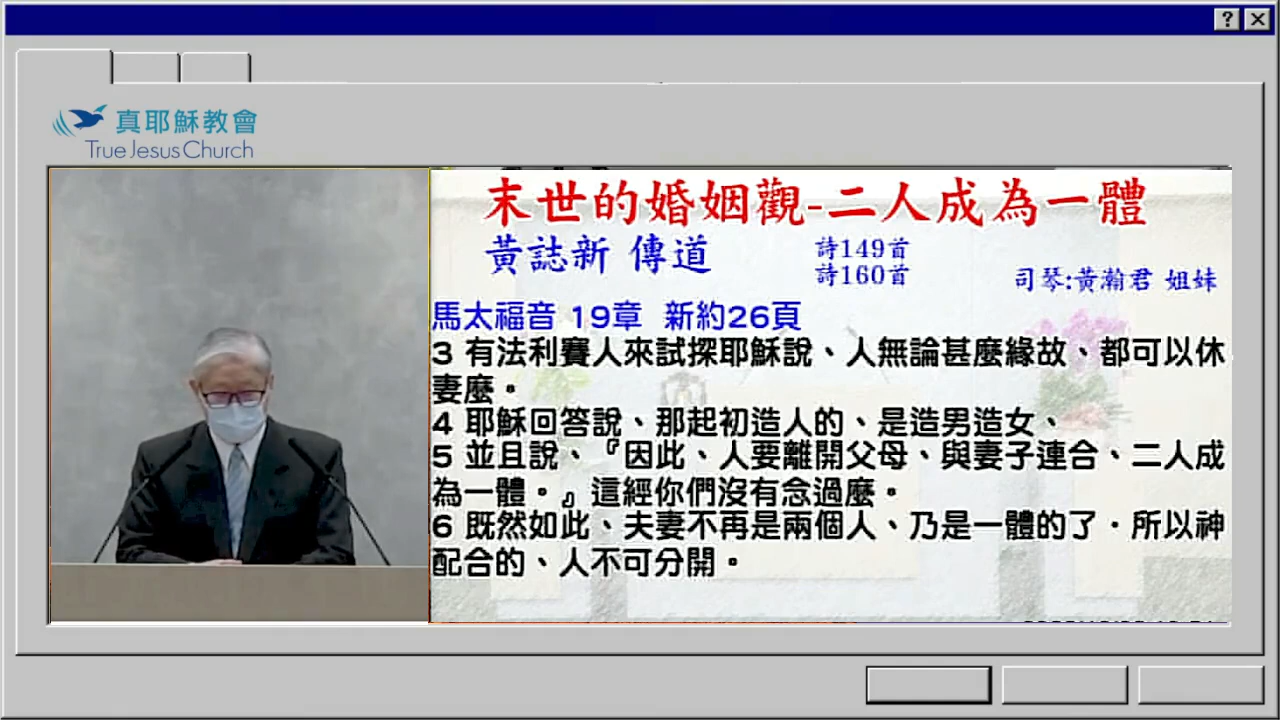 真耶穌教會
True Jesus Church
末世的婚姻觀-二人成為一體
黃誌新 傳道
詩149首
詩160首
司琴:黃瀚君 姐妹
馬太福音 19章 新約26頁
3 有法利賽人來試探耶穌說、人無論甚麼緣故、都可以休
妻麼。
4 耶穌回答說、那起初造人的、是造男造女、
5 並且說、『因此、人要離開父母、與妻子連合、二人成
為一體。』這經你們沒有念過麼。
6 既然如此、夫妻不再是兩個人、乃是一體的了．所以神
配合的、人不可分開。